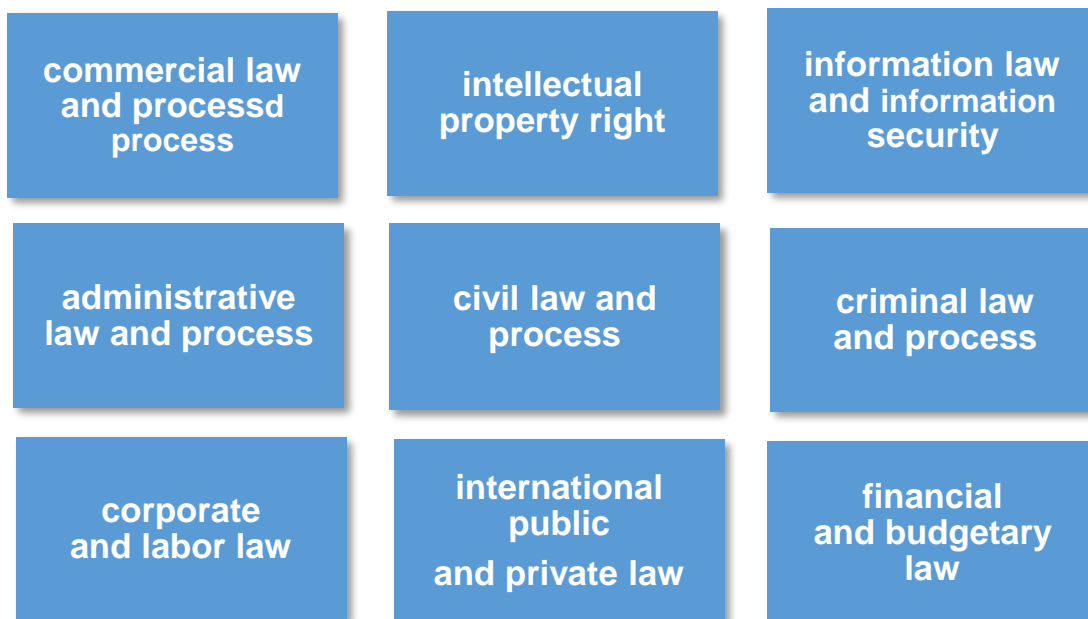 commercial law
and processd
process
intellectual
property right
information law
and information
security
administrative
law and process
civil law and
process
criminal law
and process
corporate
and labor law
international
public
and private law
financial
and budgetary
law